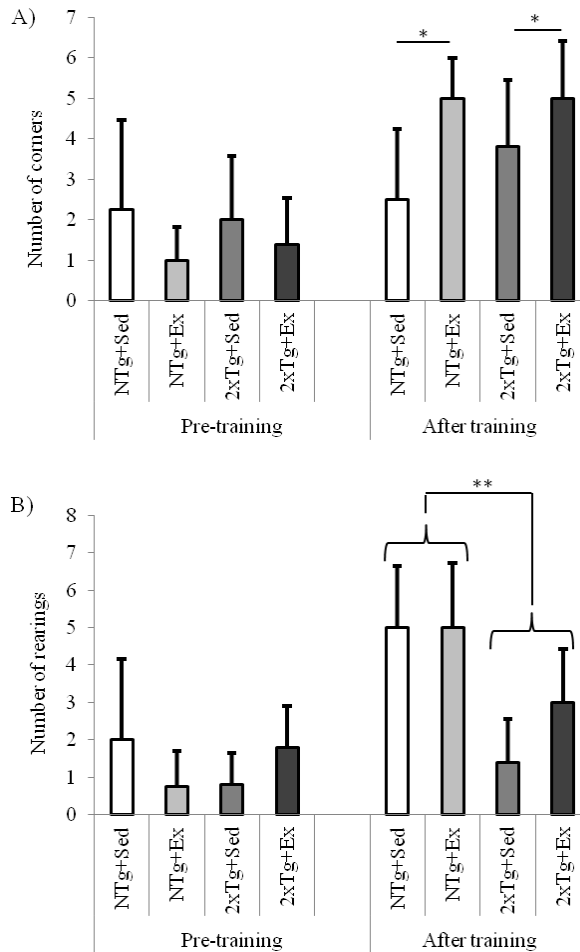 A)
Number of corners
7
6
5
4
3
2
1
0
* *
NTg+Sed
NTg+Ex
2xTg+Sed
2xTg+Ex
NTg+Sed
NTg+Ex
2xTg+Sed
2xTg+Ex
Pre-training After training
B)
Number of rearings
8
7
6
5
4
3
2
1
0
**
NTg+Sed
NTg+Ex
2xTg+Sed
2xTg+Ex
NTg+Sed
NTg+Ex
2xTg+Sed
2xTg+Ex
Pre-training After training